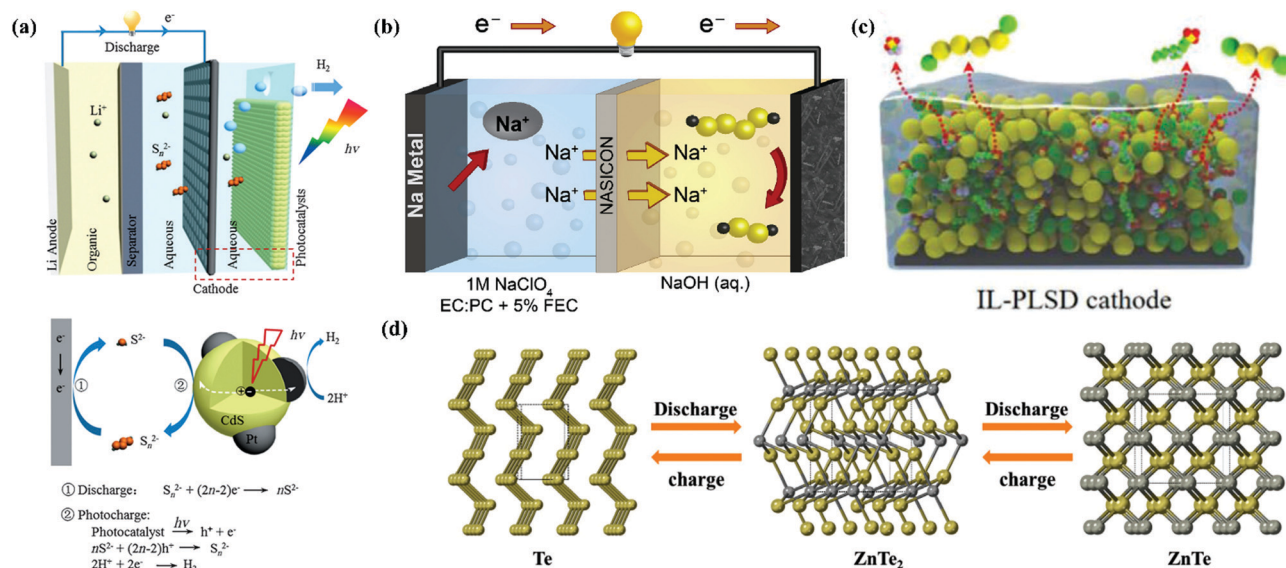 (a)
e⁻
Discharge
H₂
Li⁺
Sₙ²⁻
hv
Li Anode
Organic
Separator
Aqueous
Aqueous
Photocatalysts
Cathode
e⁻
e⁻
S²⁻
①
②
Sₙ²⁻
hv
H₂
2H⁺
CdS
Pt
① Discharge: Sₙ²⁻ + (2n-2)e⁻ → nS²⁻
② Photocharge:
hv
Photocatalyst → h⁺ + e⁻
nS²⁻ + (2n-2)h⁺ → Sₙ²⁻
2H⁺ + 2e⁻ → H₂
(b)
e⁻
e⁻
Na Metal
Na⁺
Na⁺
Na⁺
NASICON
Na⁺
Na⁺
1M NaClO₄
EC:PC + 5% FEC
NaOH (aq.)
(c)
IL-PLSD cathode
(d)
Discharge
charge
Discharge
charge
Te
ZnTe₂
ZnTe